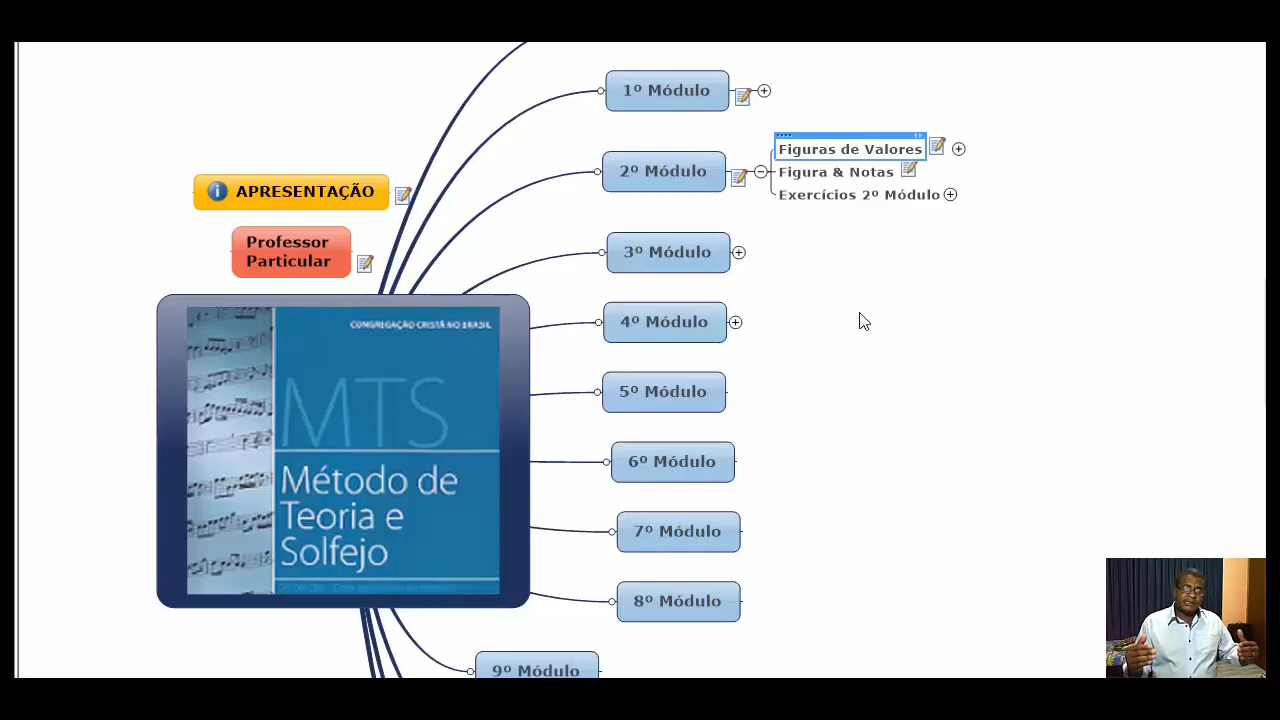 1º Módulo
2º Módulo
Figuras de Valores
Figura & Notas
Exercícios 2º Módulo
APRESENTAÇÃO
Professor
Particular
3º Módulo
4º Módulo
5º Módulo
6º Módulo
7º Módulo
8º Módulo
9º Módulo
CONGREGAÇÃO CRISTÃ NO BRASIL
MTS
Método de
Teoria e
Solfejo